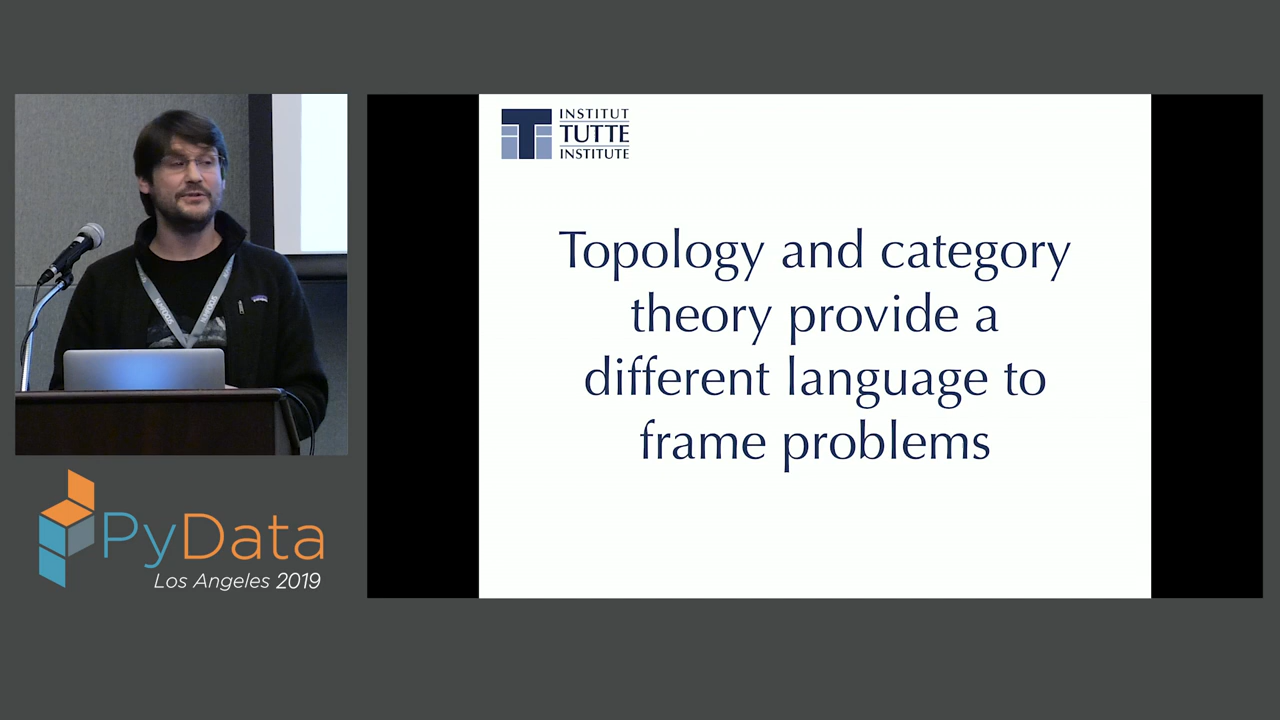 INSTITUT
TUTTE
INSTITUTE
Topology and category
theory provide a
different language to
frame problems
PyData
Los Angeles 2019